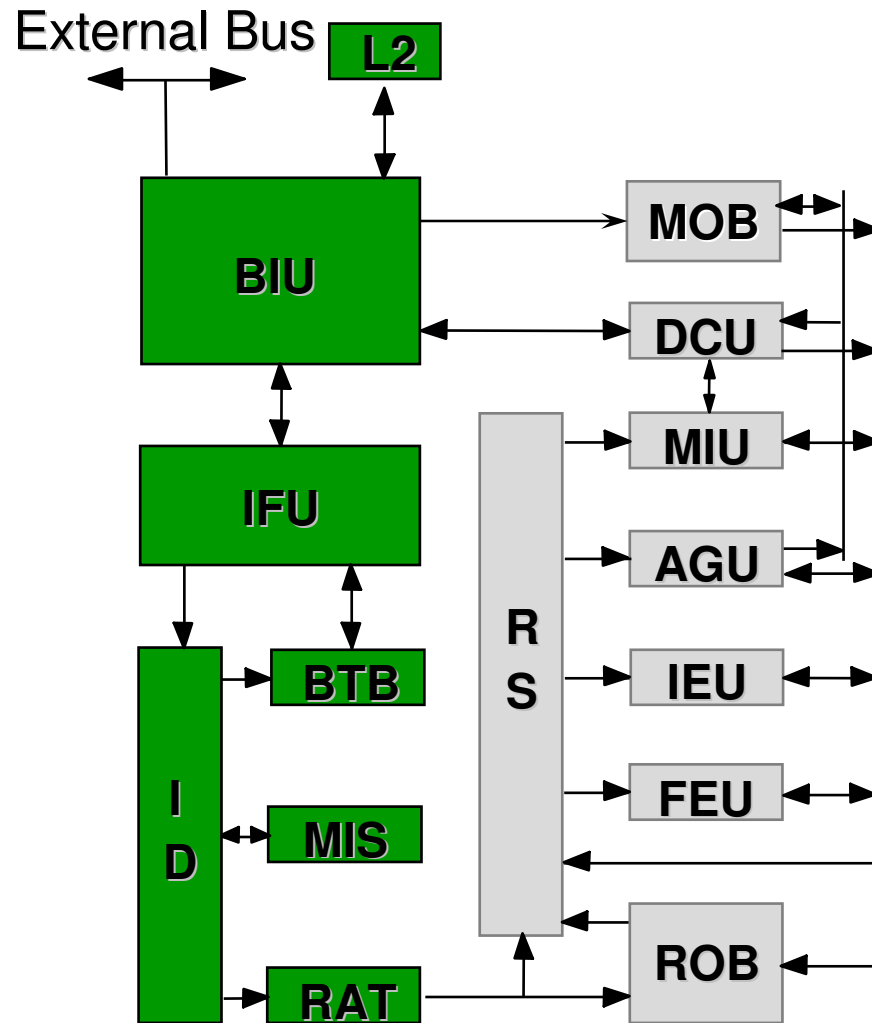 External Bus
L2
MOB
BIU
DCU
MIU
IFU
AGU
R
S
BTB
IEU
I
D
FEU
MIS
ROB
RAT